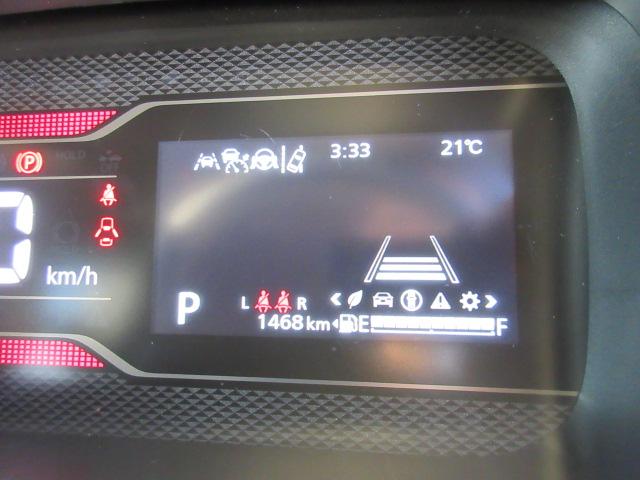 3:33 21℃
(P) HOLD
km/h
P L R
1468 km E F